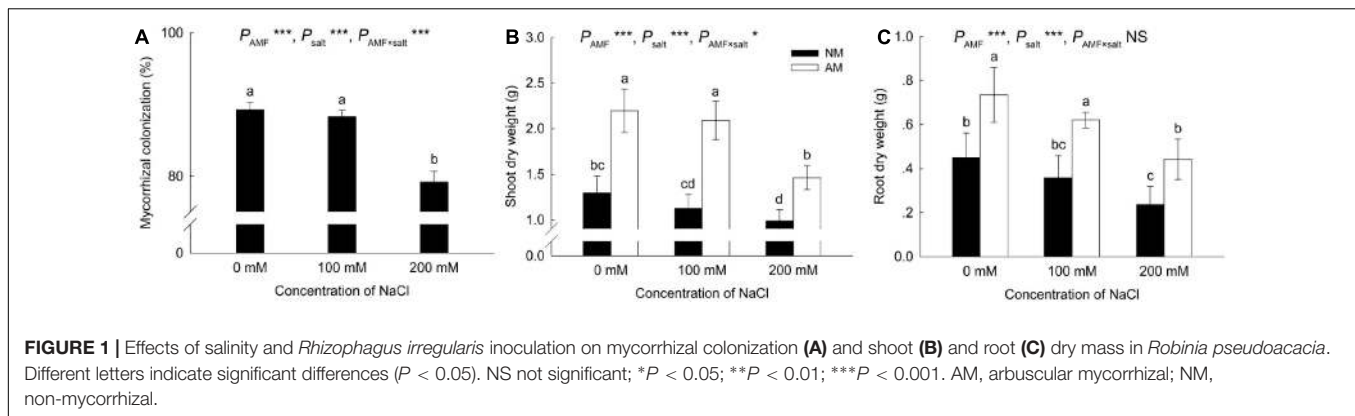 A
P_AMF ***, P_salt ***, P_AMF×salt ***
100
80
0
Mycorrhizal colonization (%)
a
a
b
0 mM 100 mM 200 mM
Concentration of NaCl
B
P_AMF ***, P_salt ***, P_AMF×salt *
NM
AM
3.0
2.5
2.0
1.5
1.0
0.0
Shoot dry weight (g)
bc
a
cd
a
d
b
0 mM 100 mM 200 mM
Concentration of NaCl
C
P_AMF ***, P_salt ***, P_AMF×salt NS
1.0
.8
.6
.4
.2
0.0
Root dry weight (g)
b
a
bc
a
c
b
0 mM 100 mM 200 mM
Concentration of NaCl
FIGURE 1 | Effects of salinity and Rhizophagus irregularis inoculation on mycorrhizal colonization (A) and shoot (B) and root (C) dry mass in Robinia pseudoacacia.
Different letters indicate significant differences (P < 0.05). NS not significant; *P < 0.05; **P < 0.01; ***P < 0.001. AM, arbuscular mycorrhizal; NM,
non-mycorrhizal.